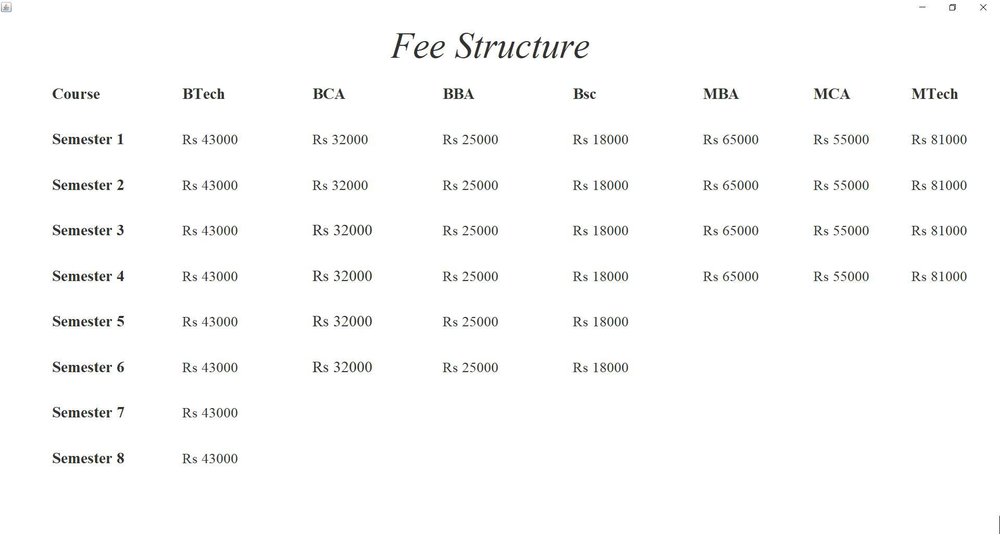 Fee Structure
Course BTech BCA BBA Bsc MBA MCA MTech
Semester 1 Rs 43000 Rs 32000 Rs 25000 Rs 18000 Rs 65000 Rs 55000 Rs 81000
Semester 2 Rs 43000 Rs 32000 Rs 25000 Rs 18000 Rs 65000 Rs 55000 Rs 81000
Semester 3 Rs 43000 Rs 32000 Rs 25000 Rs 18000 Rs 65000 Rs 55000 Rs 81000
Semester 4 Rs 43000 Rs 32000 Rs 25000 Rs 18000 Rs 65000 Rs 55000 Rs 81000
Semester 5 Rs 43000 Rs 32000 Rs 25000 Rs 18000
Semester 6 Rs 43000 Rs 32000 Rs 25000 Rs 18000
Semester 7 Rs 43000
Semester 8 Rs 43000